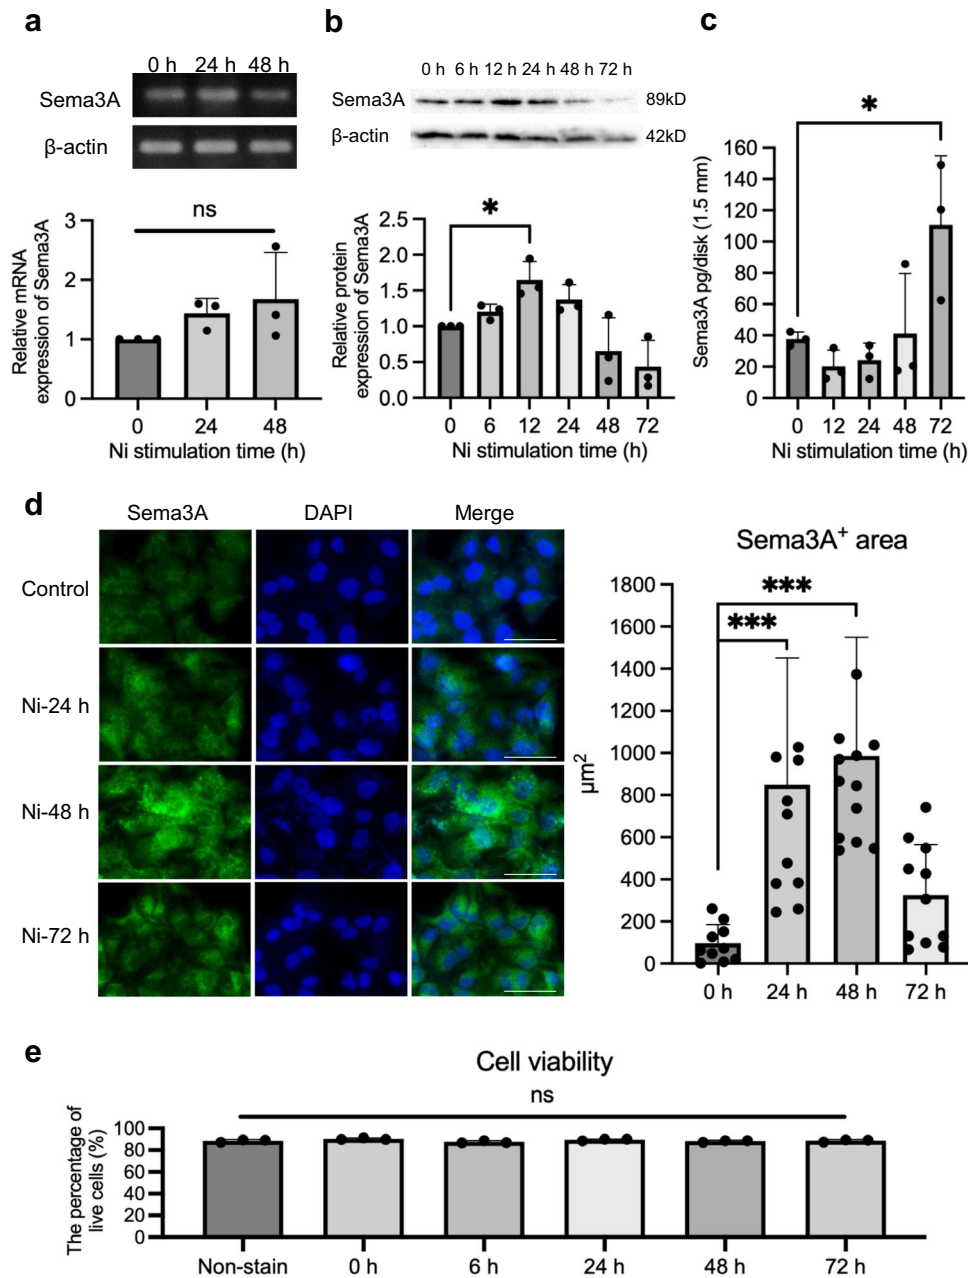 a
0 h 24 h 48 h
Sema3A
β-actin
Relative mRNA
expression of Sema3A
ns
3
2
1
0
0 24 48
Ni stimulation time (h)
b
0 h 6 h 12 h 24 h 48 h 72 h
Sema3A 89kD
β-actin 42kD
Relative protein
expression of Sema3A
*
2.5
2.0
1.5
1.0
0.5
0.0
0 6 12 24 48 72
Ni stimulation time (h)
c
*
Sema3A pg/disk (1.5 mm)
160
140
120
100
80
60
40
20
0
0 12 24 48 72
Ni stimulation time (h)
d
Sema3A DAPI Merge
Control
Ni-24 h
Ni-48 h
Ni-72 h
Sema3A+ area
***
***
μm²
1800
1600
1400
1200
1000
800
600
400
200
0
0 h 24 h 48 h 72 h
e
Cell viability
ns
The percentage of
live cells (%)
100
80
60
40
20
0
Non-stain 0 h 6 h 24 h 48 h 72 h